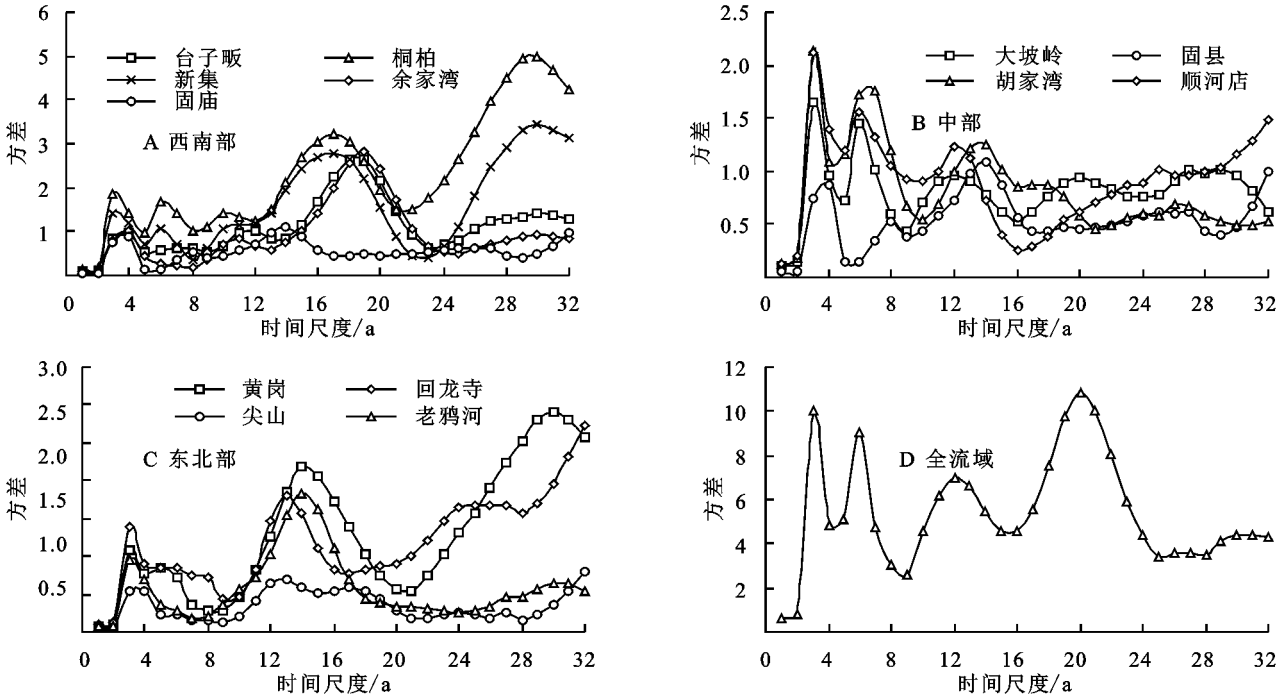 6
5
4
3
2
1
方差
台子畈
桐柏
新集
余家湾
固庙
A 西南部
0 4 8 12 16 20 24 28 32
时间尺度/a
2.5
2.0
1.5
1.0
0.5
方差
大坡岭
固县
胡家湾
顺河店
B 中部
0 4 8 12 16 20 24 28 32
时间尺度/a
3.0
2.5
2.0
1.5
1.0
0.5
方差
黄岗
回龙寺
尖山
老鸦河
C 东北部
0 4 8 12 16 20 24 28 32
时间尺度/a
12
10
8
6
4
2
方差
D 全流域
0 4 8 12 16 20 24 28 32
时间尺度/a